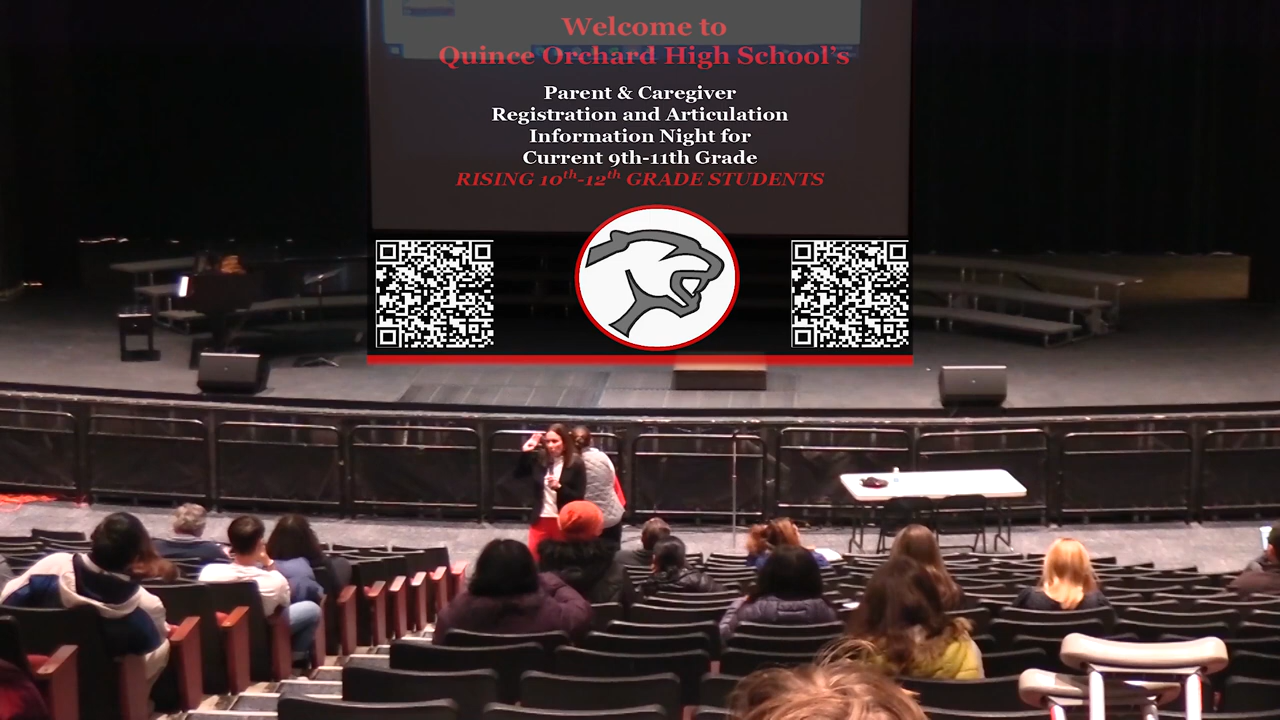 Welcome to
Quince Orchard High School's
Parent & Caregiver
Registration and Articulation
Information Night for
Current 9th-11th Grade
RISING 10th-12th GRADE STUDENTS